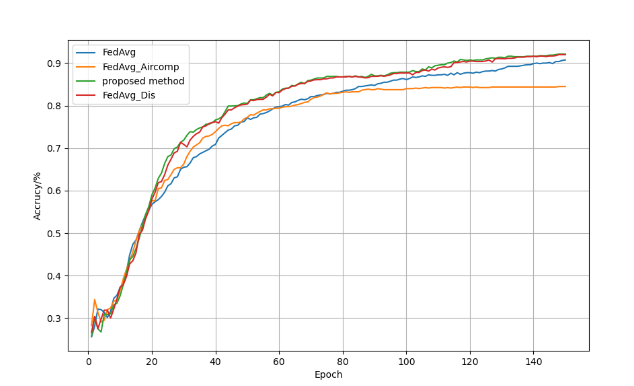 FedAvg
FedAvg_Aircomp
proposed method
FedAvg_Dis
Accrucy/%
0.9
0.8
0.7
0.6
0.5
0.4
0.3
0 20 40 60 80 100 120 140
Epoch